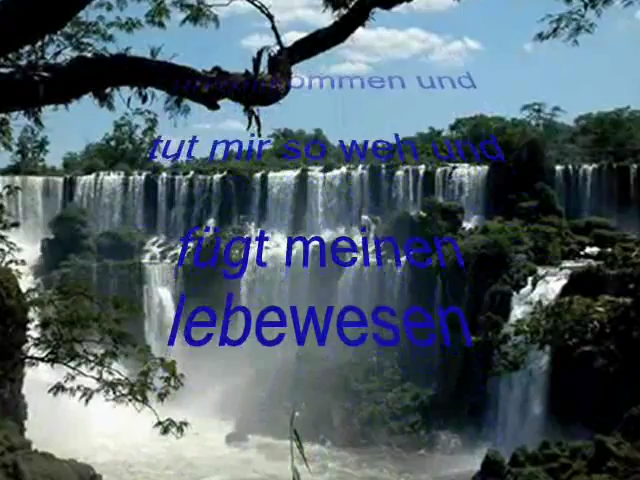 und
tut mir so weh und
fügt meinen
lebewesen